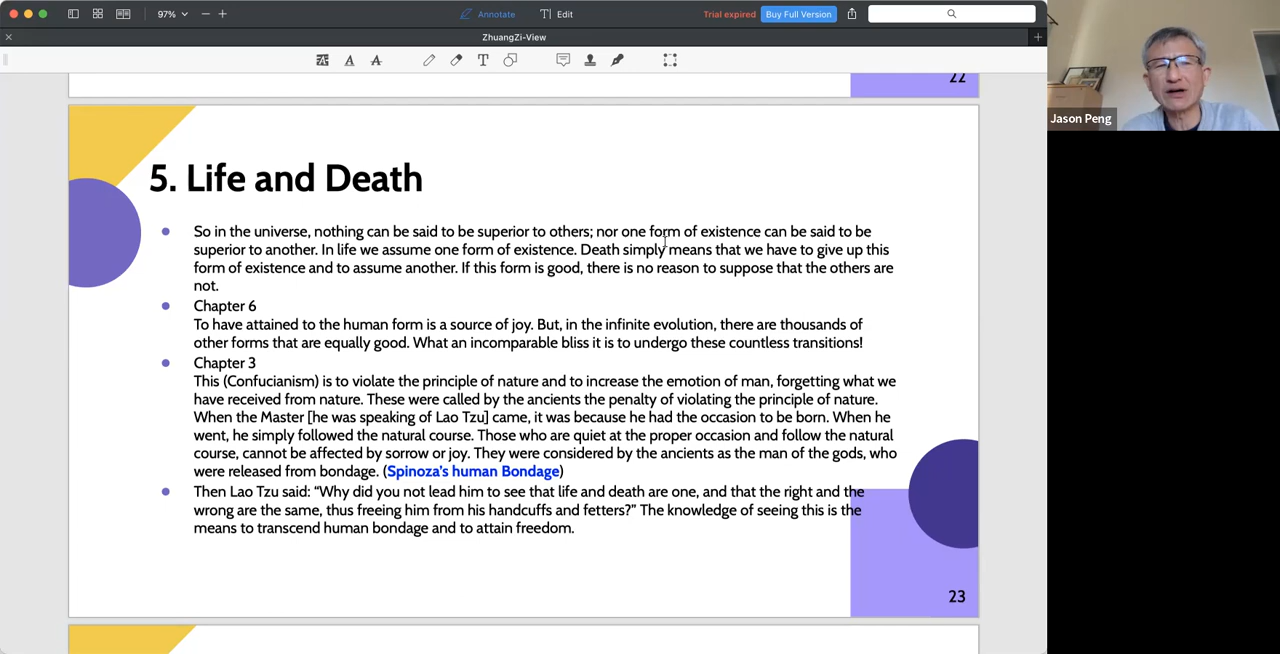 97%
Annotate
Edit
Trial expired
Buy Full Version
ZhuangZi-View
22
Jason Peng
5. Life and Death
So in the universe, nothing can be said to be superior to others; nor one form of existence can be said to be
superior to another. In life we assume one form of existence. Death simply means that we have to give up this
form of existence and to assume another. If this form is good, there is no reason to suppose that the others are
not.
Chapter 6
To have attained to the human form is a source of joy. But, in the infinite evolution, there are thousands of
other forms that are equally good. What an incomparable bliss it is to undergo these countless transitions!
Chapter 3
This (Confucianism) is to violate the principle of nature and to increase the emotion of man, forgetting what we
have received from nature. These were called by the ancients the penalty of violating the principle of nature.
When the Master [he was speaking of Lao Tzu] came, it was because he had the occasion to be born. When he
went, he simply followed the natural course. Those who are quiet at the proper occasion and follow the natural
course, cannot be affected by sorrow or joy. They were considered by the ancients as the man of the gods, who
were released from bondage. (Spinoza's human Bondage)
Then Lao Tzu said: “Why did you not lead him to see that life and death are one, and that the right and the
wrong are the same, thus freeing him from his handcuffs and fetters?” The knowledge of seeing this is the
means to transcend human bondage and to attain freedom.
23